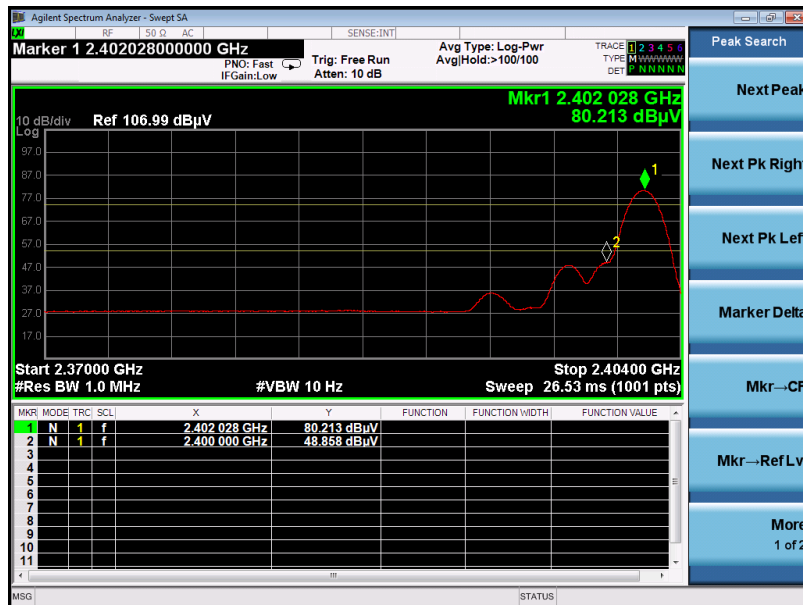 Agilent Spectrum Analyzer - Swept SA
LXI RF 50 Ω AC SENSE:INT
Marker 1 2.402028000000 GHz
PNO: Fast
IFGain:Low
Trig: Free Run
Atten: 10 dB
Avg Type: Log-Pwr
Avg|Hold:>100/100
TRACE 1 2 3 4 5 6
TYPE M WWWWW
DET P N N N N N
Peak Search
Mkr1 2.402 028 GHz
80.213 dBµV
10 dB/div Ref 106.99 dBµV
Log
97.0
87.0
77.0
67.0
57.0
47.0
37.0
27.0
17.0
1
2
Start 2.37000 GHz Stop 2.40400 GHz
#Res BW 1.0 MHz #VBW 10 Hz Sweep 26.53 ms (1001 pts)
MKR MODE TRC SCL X Y FUNCTION FUNCTION WIDTH FUNCTION VALUE
1 N 1 f 2.402 028 GHz 80.213 dBµV
2 N 1 f 2.400 000 GHz 48.858 dBµV
3
4
5
6
7
8
9
10
11
MSG STATUS
Next Peak
Next Pk Right
Next Pk Left
Marker Delta
Mkr→CF
Mkr→Ref Lv
More
1 of 2